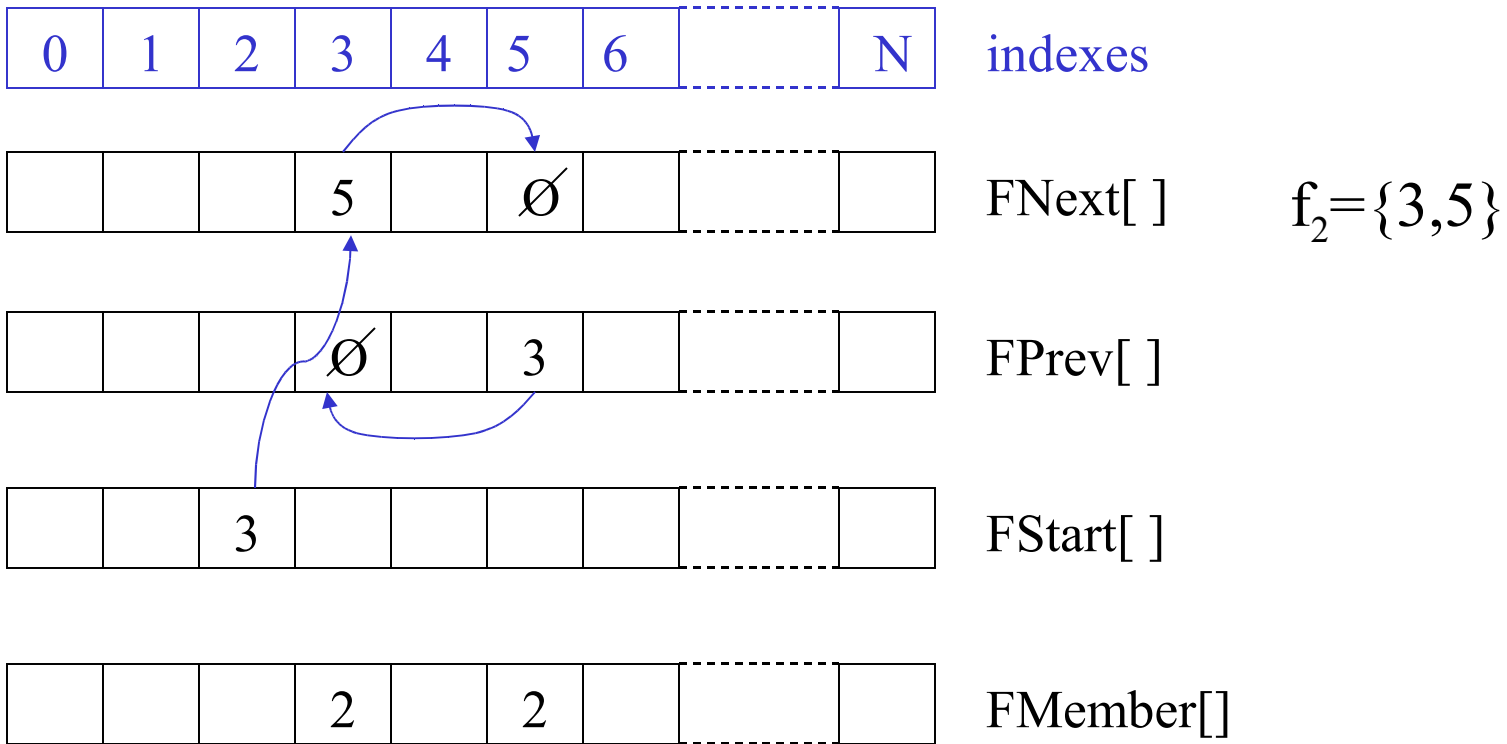 0 1 2 3 4 5 6 N indexes
5 Ø FNext[ ] f₂={3,5}
Ø 3 FPrev[ ]
3 FStart[ ]
2 2 FMember[]